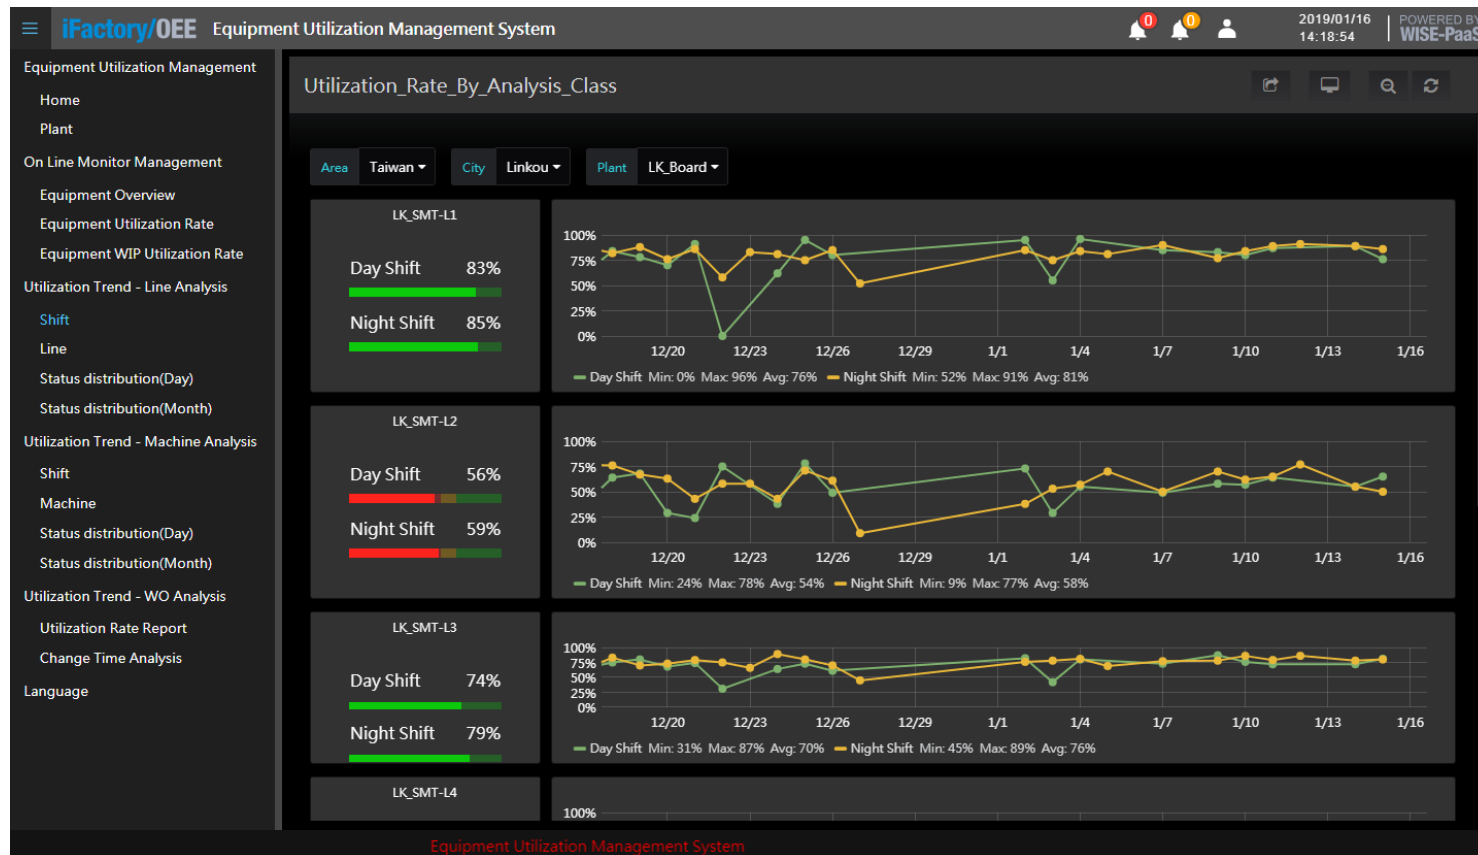 iFactory/OEE Equipment Utilization Management System 0 0 2019/01/16 POWERED BY
14:18:54 WISE-PaaS
Equipment Utilization Management
Home
Plant
On Line Monitor Management
Equipment Overview
Equipment Utilization Rate
Equipment WIP Utilization Rate
Utilization Trend - Line Analysis
Shift
Line
Status distribution(Day)
Status distribution(Month)
Utilization Trend - Machine Analysis
Shift
Machine
Status distribution(Day)
Status distribution(Month)
Utilization Trend - WO Analysis
Utilization Rate Report
Change Time Analysis
Language
Utilization_Rate_By_Analysis_Class
Area Taiwan City Linkou Plant LK_Board
LK_SMT-L1
Day Shift 83%
Night Shift 85%
100%
75%
50%
25%
0%
12/20 12/23 12/26 12/29 1/1 1/4 1/7 1/10 1/13 1/16
Day Shift Min: 0% Max: 96% Avg: 76% Night Shift Min: 52% Max: 91% Avg: 81%
LK_SMT-L2
Day Shift 56%
Night Shift 59%
100%
75%
50%
25%
0%
12/20 12/23 12/26 12/29 1/1 1/4 1/7 1/10 1/13 1/16
Day Shift Min: 24% Max: 78% Avg: 54% Night Shift Min: 9% Max: 77% Avg: 58%
LK_SMT-L3
Day Shift 74%
Night Shift 79%
100%
75%
50%
25%
0%
12/20 12/23 12/26 12/29 1/1 1/4 1/7 1/10 1/13 1/16
Day Shift Min: 31% Max: 87% Avg: 70% Night Shift Min: 45% Max: 89% Avg: 76%
LK_SMT-L4
100%
Equipment Utilization Management System